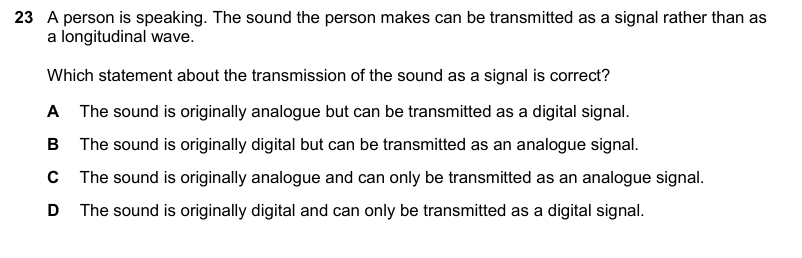 23 A person is speaking. The sound the person makes can be transmitted as a signal rather than as
a longitudinal wave.
Which statement about the transmission of the sound as a signal is correct?
A The sound is originally analogue but can be transmitted as a digital signal.
B The sound is originally digital but can be transmitted as an analogue signal.
C The sound is originally analogue and can only be transmitted as an analogue signal.
D The sound is originally digital and can only be transmitted as a digital signal.